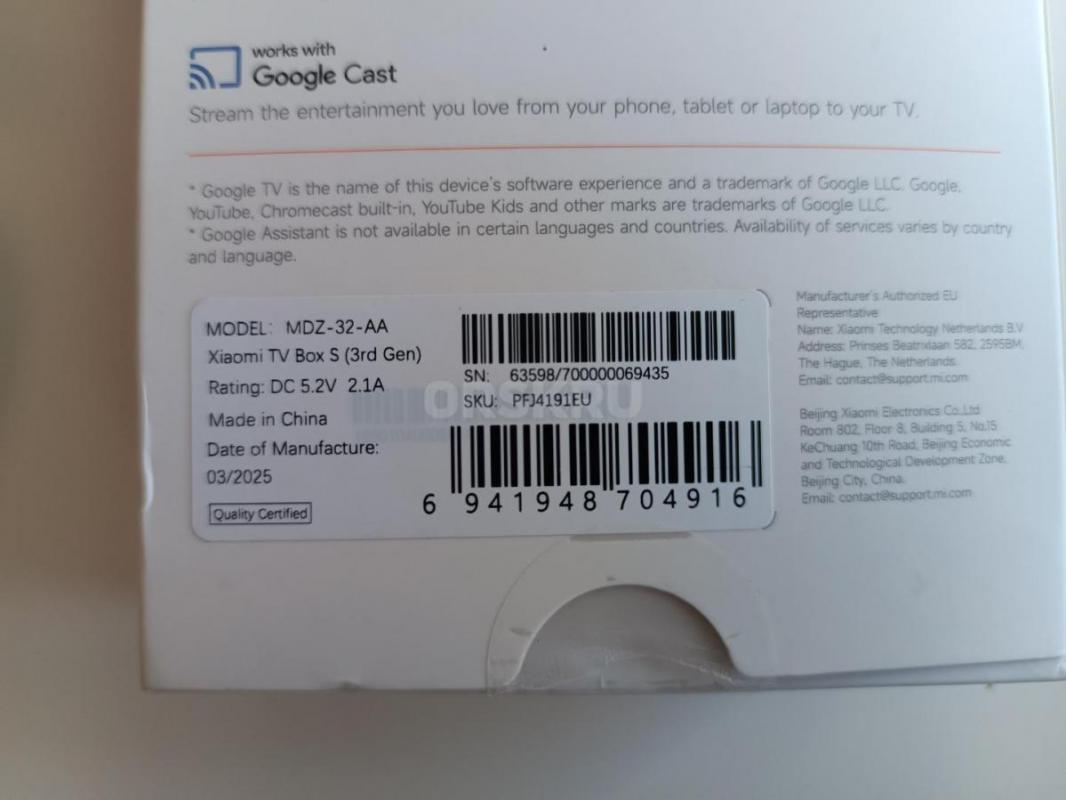 works with
Google Cast
Stream the entertainment you love from your phone, tablet or laptop to your TV.
* Google TV is the name of this device's software experience and a trademark of Google LLC. Google,
YouTube, Chromecast built-in, YouTube Kids and other marks are trademarks of Google LLC.
* Google Assistant is not available in certain languages and countries. Availability of services varies by country
and language.
MODEL: MDZ-32-AA
Xiaomi TV Box S (3rd Gen)
Rating: DC 5.2V 2.1A
Made in China
Date of Manufacture:
03/2025
Quality Certified
SN: 63598/700000069435
SKU: PFJ4191EU
ORSK.RU
6 941948 704916
Manufacturer's Authorized EU
Representative
Name: Xiaomi Technology Netherlands B.V
Address: Prinses Beatrixlaan 582, 2595BM,
The Hague, The Netherlands.
Email: contact@support.mi.com
Beijing Xiaomi Electronics Co.,Ltd
Room 802, Floor 8, Building 5, No.15
KeChuang 10th Road, Beijing Economic
and Technological Development Zone,
Beijing City, China.
Email: contact@support.mi.com